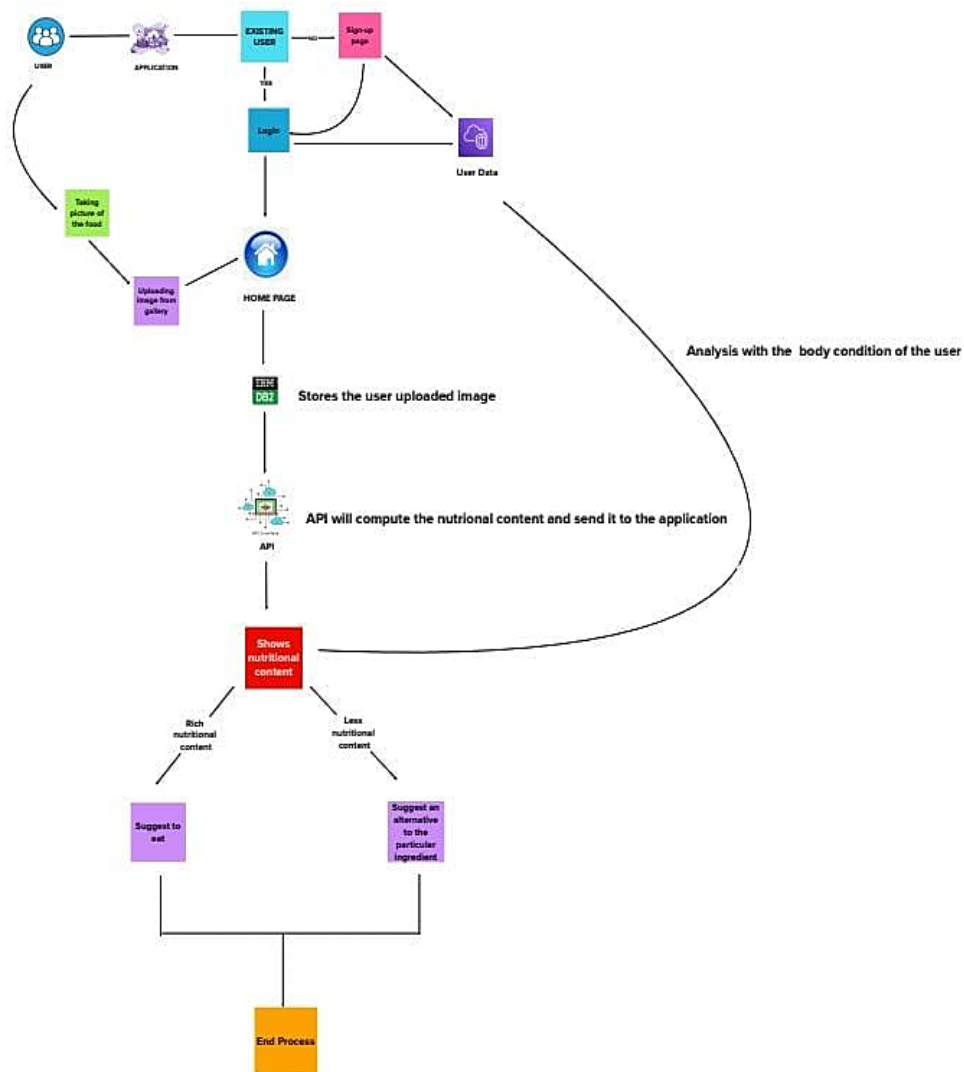 USER
APPLICATION
EXISTING
USER
NO
Sign-up
page
YES
Login
User Data
Taking
picture of
the food
Uploading
image from
gallery
HOME PAGE
Analysis with the body condition of the user
IBM
DB2
Stores the user uploaded image
API will compute the nutrional content and send it to the application
API
Shows
nutritional
content
Rich
nutritional
content
Less
nutritional
content
Suggest to
eat
Suggest an
alternative
to the
particular
ingredient
End Process